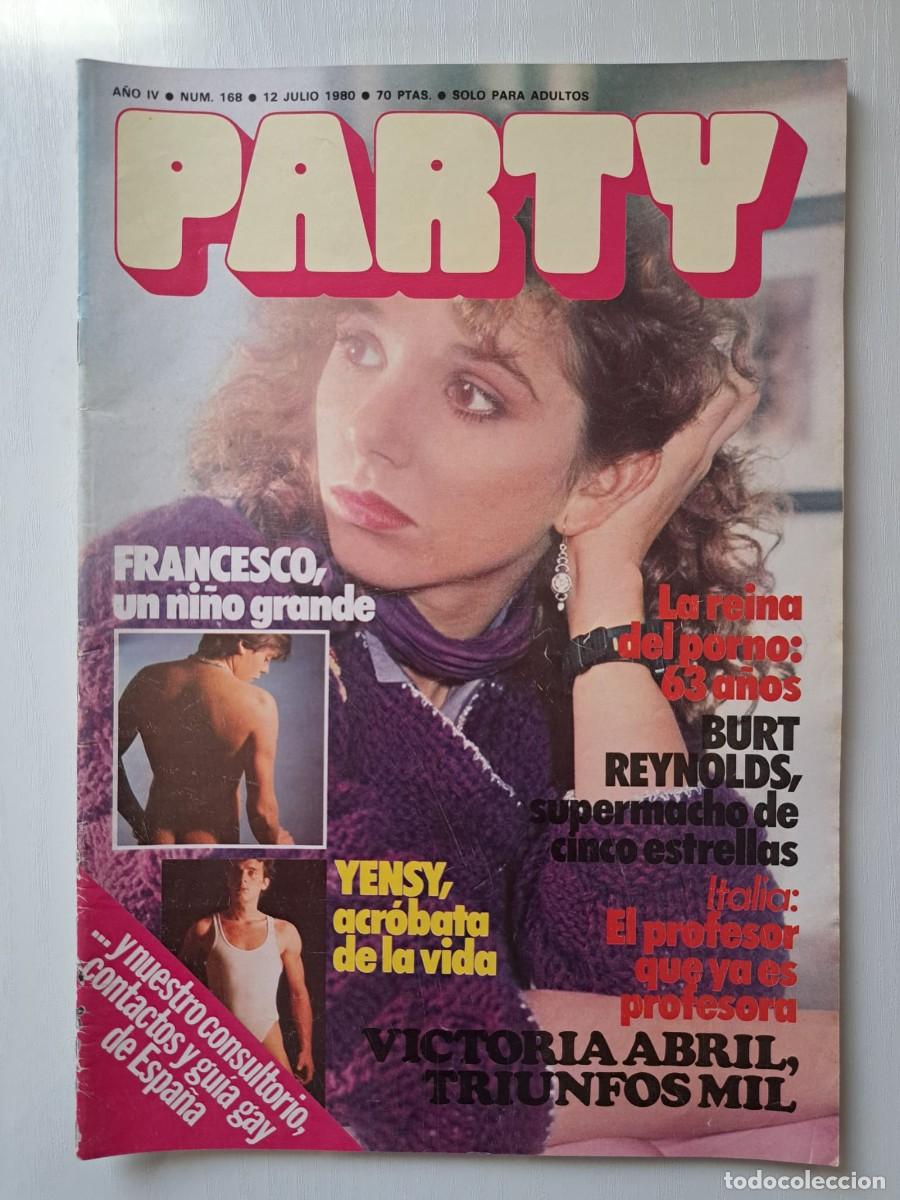 AÑO IV • NUM. 168 • 12 JULIO 1980 • 70 PTAS. • SOLO PARA ADULTOS
PARTY
FRANCESCO,
un niño grande
La reina
del porno:
63 años
BURT
REYNOLDS,
supermacho de
cinco estrellas
YENSY,
acróbata
de la vida
Italia:
El profesor
que ya es
profesora
VICTORIA ABRIL,
TRIUNFOS MIL
... y nuestro consultorio,
contactos y guía gay
de España
todocoleccion